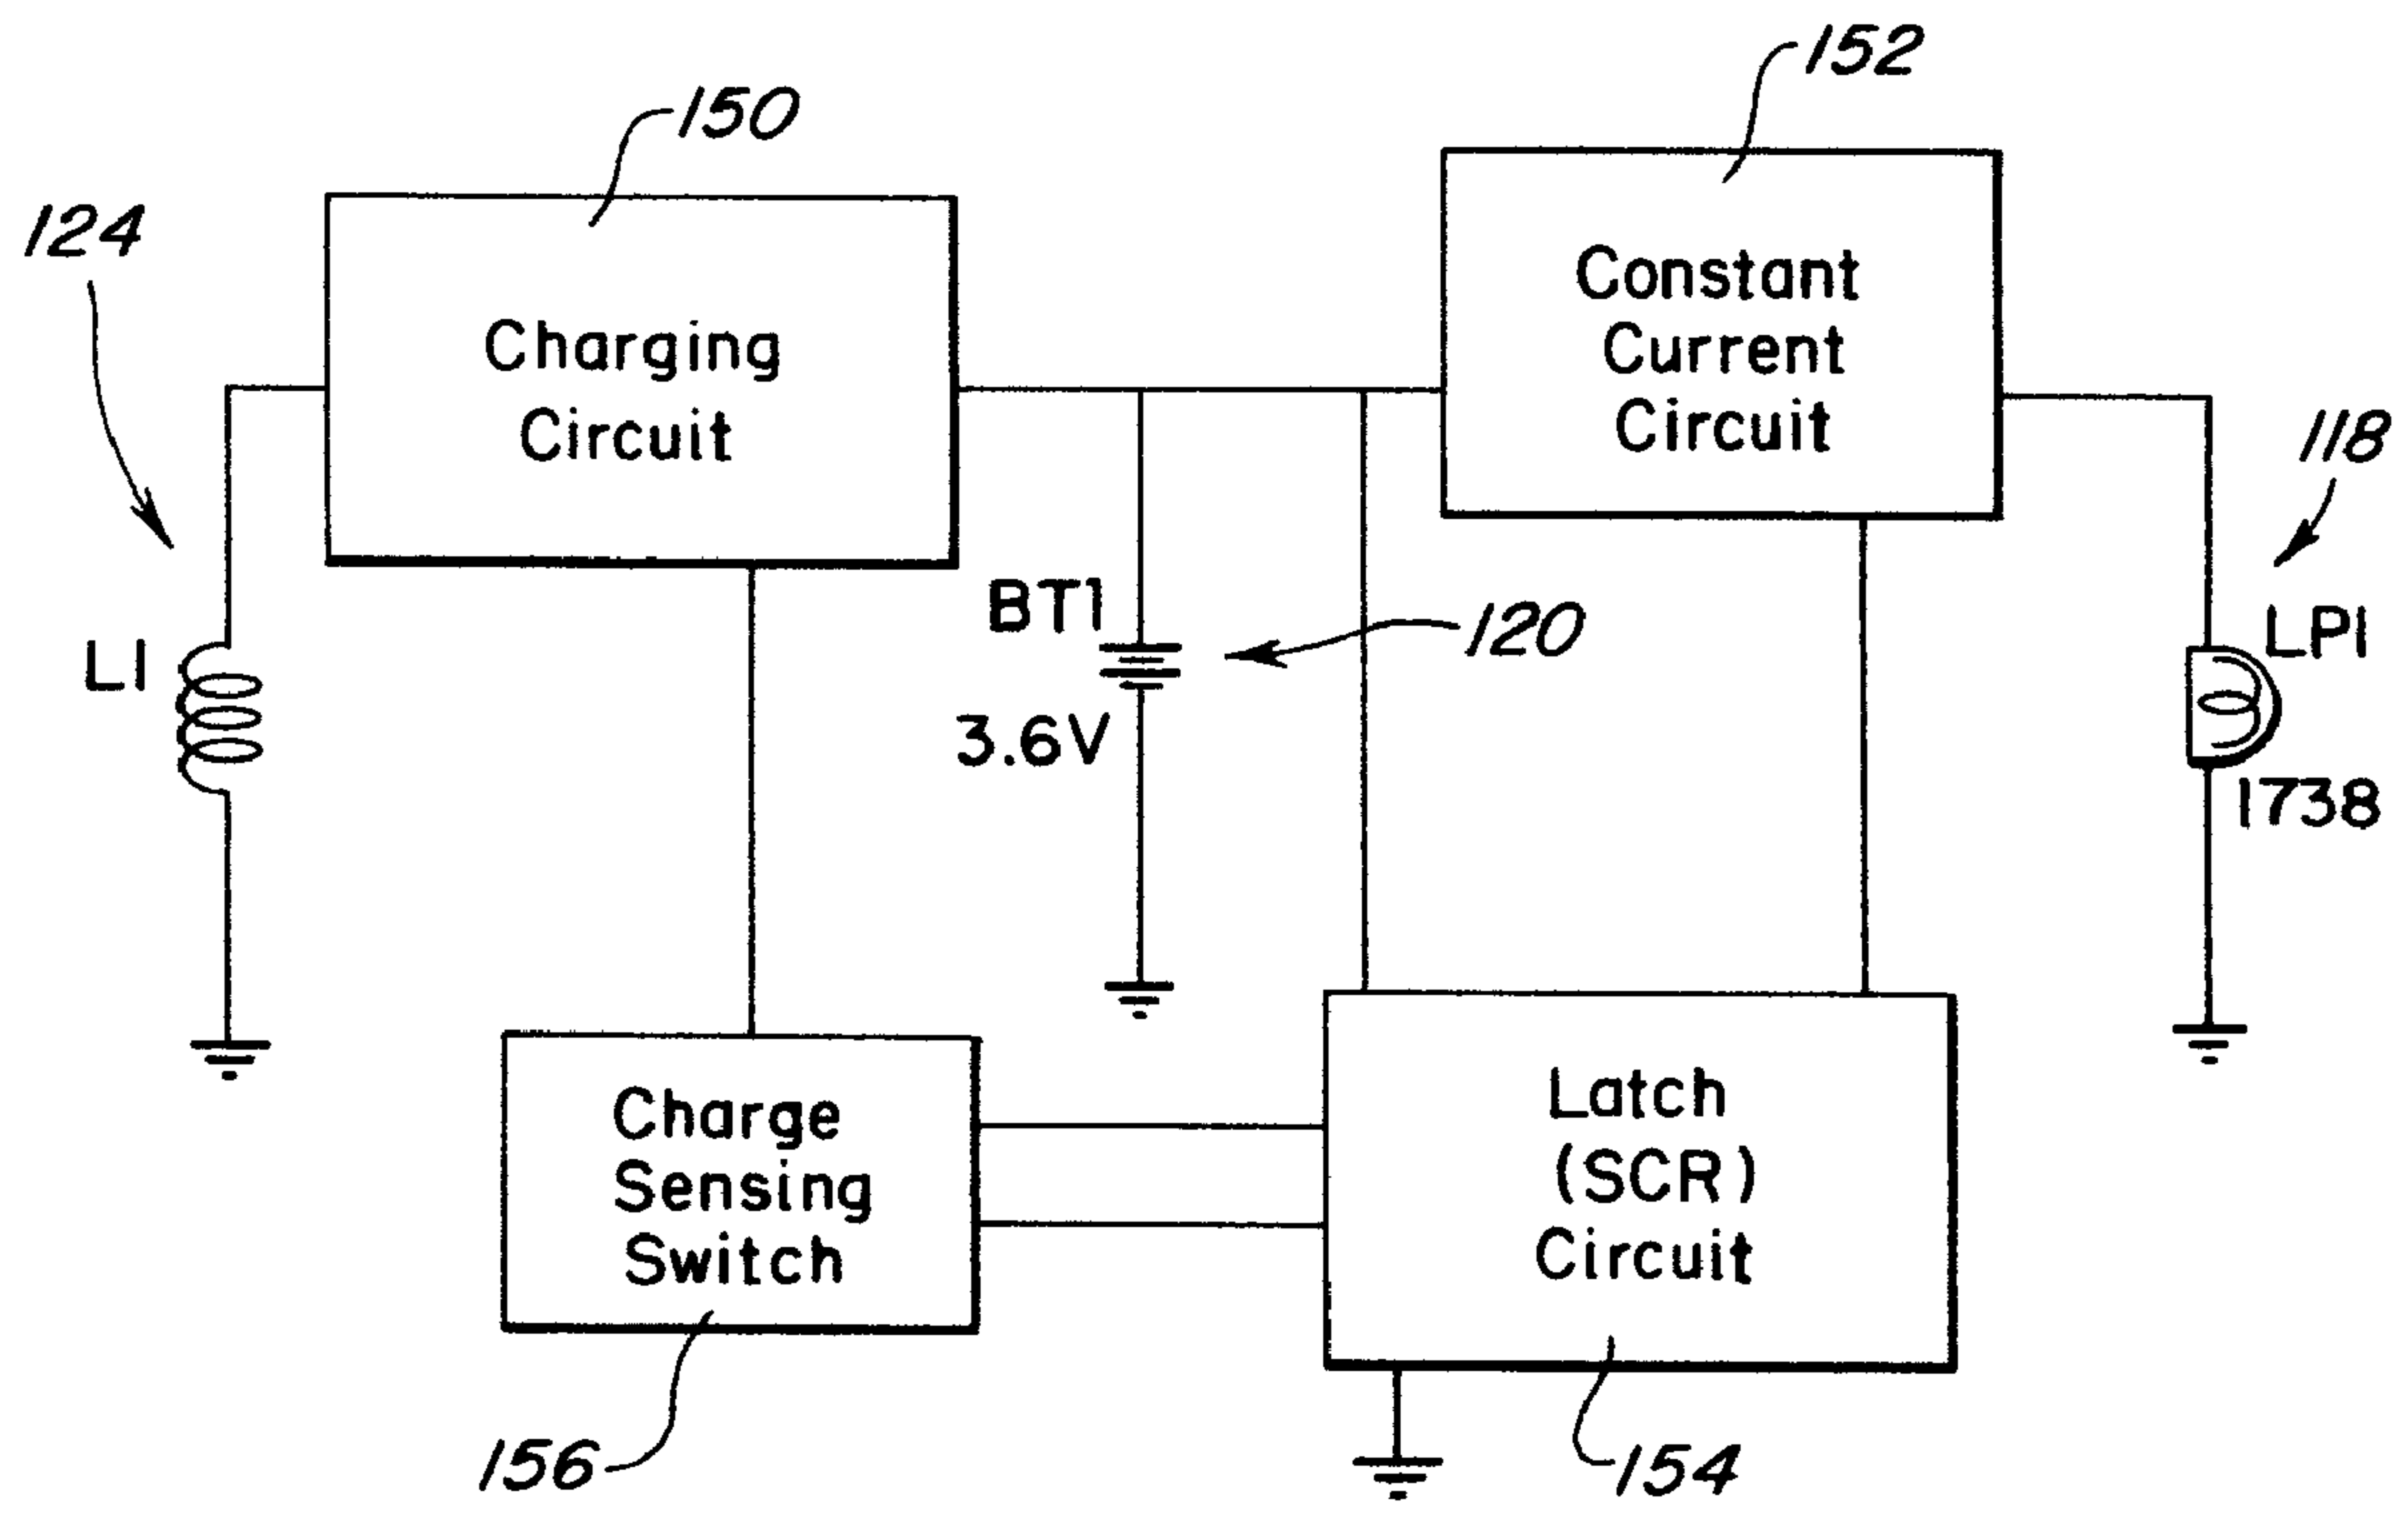 152
150
124
Constant
Current
Circuit
Charging
Circuit
118
BT1
120
LP1
L1
3.6V
1738
Charge
Sensing
Switch
Latch
(SCR)
Circuit
156
154